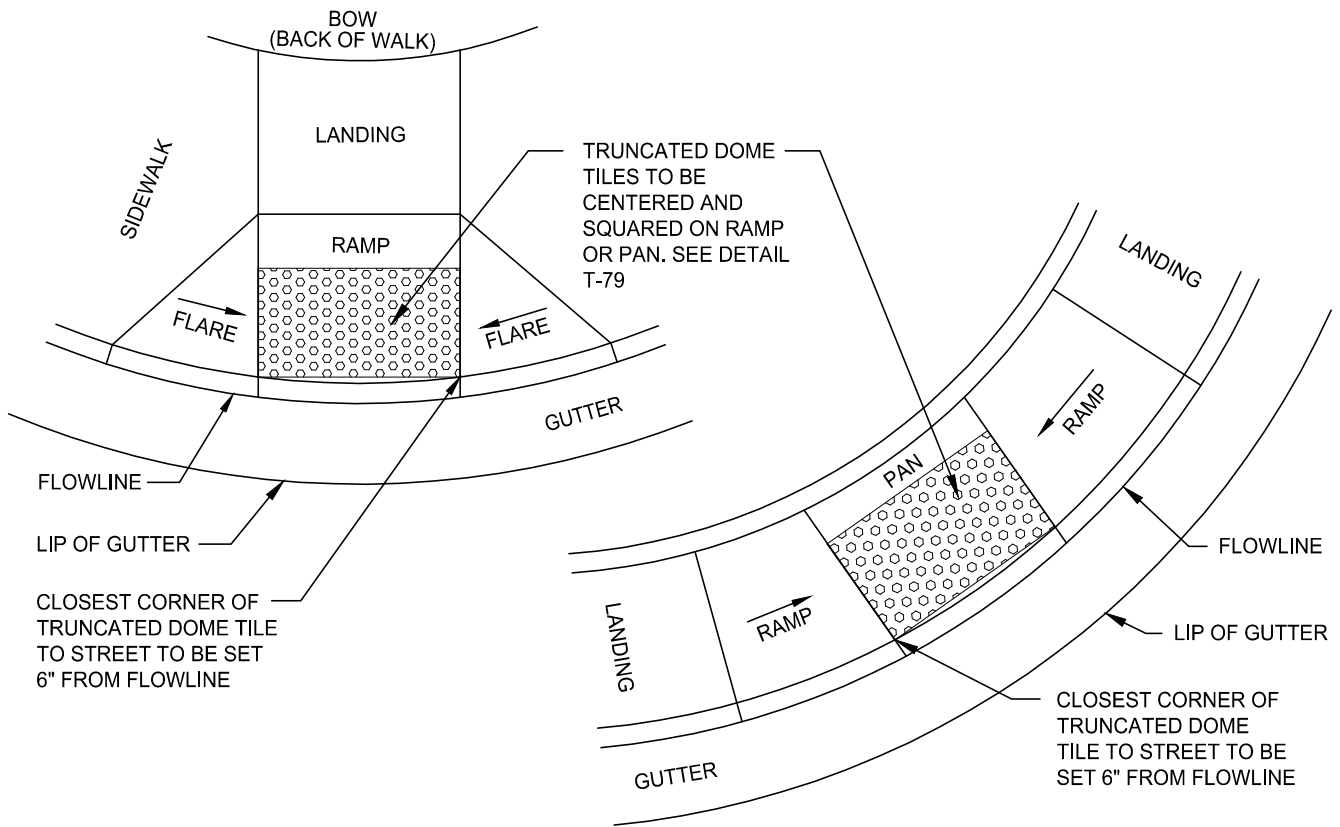 BOW
(BACK OF WALK)
LANDING
SIDEWALK
RAMP
FLARE
FLARE
GUTTER
FLOWLINE
LIP OF GUTTER
CLOSEST CORNER OF
TRUNCATED DOME TILE
TO STREET TO BE SET
6" FROM FLOWLINE
TRUNCATED DOME
TILES TO BE
CENTERED AND
SQUARED ON RAMP
OR PAN. SEE DETAIL
T-79
LANDING
RAMP
PAN
RAMP
LANDING
GUTTER
FLOWLINE
LIP OF GUTTER
CLOSEST CORNER OF
TRUNCATED DOME
TILE TO STREET TO BE
SET 6" FROM FLOWLINE